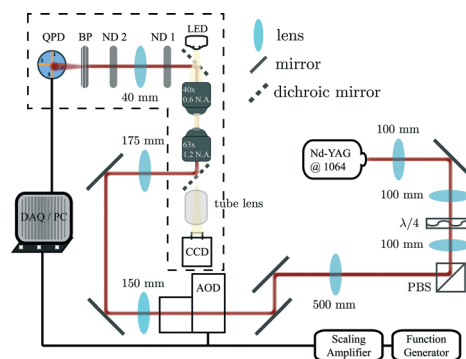 QPD BP ND 2 ND 1 LED
40 mm
40x
0.6 N.A.
63x
1.2 N.A.
lens
mirror
dichroic mirror
175 mm
tube lens
CCD
DAQ / PC
150 mm
AOD
Nd-YAG
@ 1064
100 mm
100 mm
λ/4
100 mm
PBS
500 mm
Scaling
Amplifier
Function
Generator